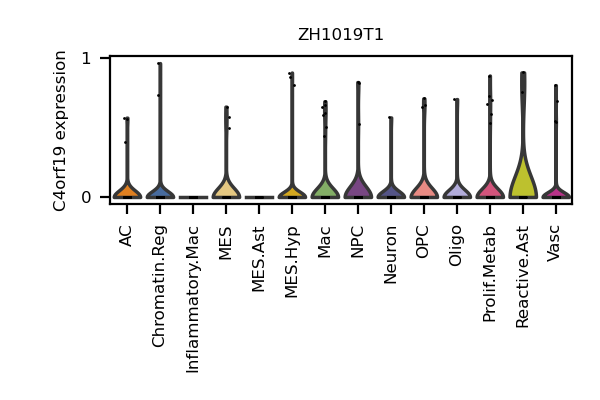 ZH1019T1
C4orf19 expression
1
0
AC
Chromatin.Reg
Inflammatory.Mac
MES
MES.Ast
MES.Hyp
Mac
NPC
Neuron
OPC
Oligo
Prolif.Metab
Reactive.Ast
Vasc